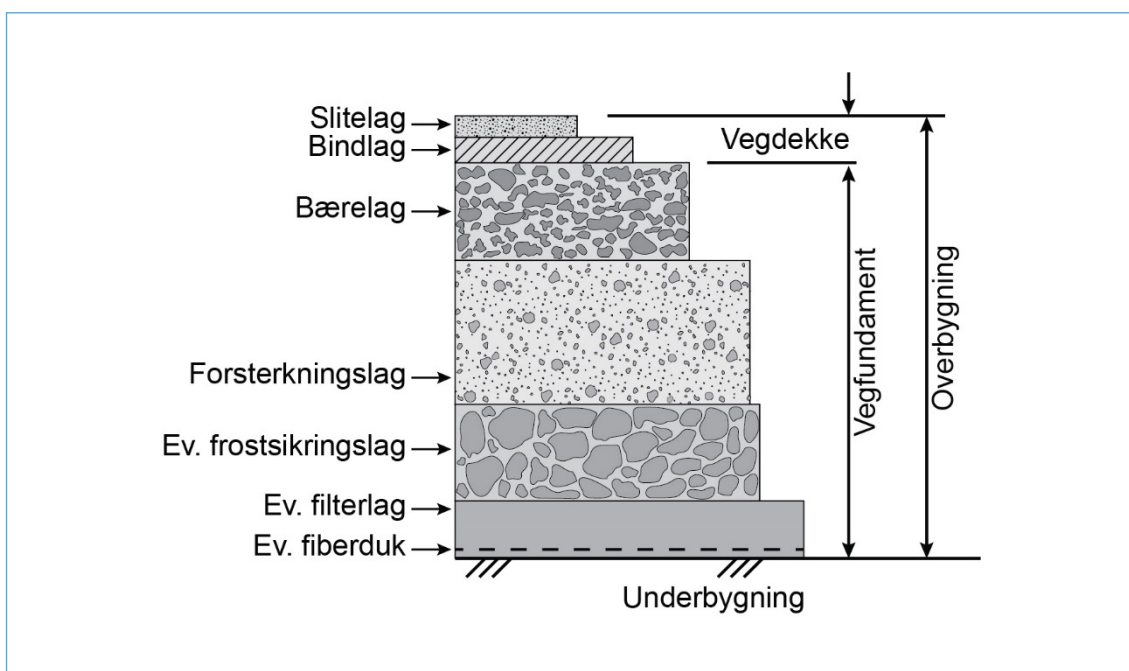 Slitelag
Bindlag
Bærelag
Forsterkningslag
Ev. frostsikringslag
Ev. filterlag
Ev. fiberduk
Vegdekke
Vegfundament
Overbygning
Underbygning